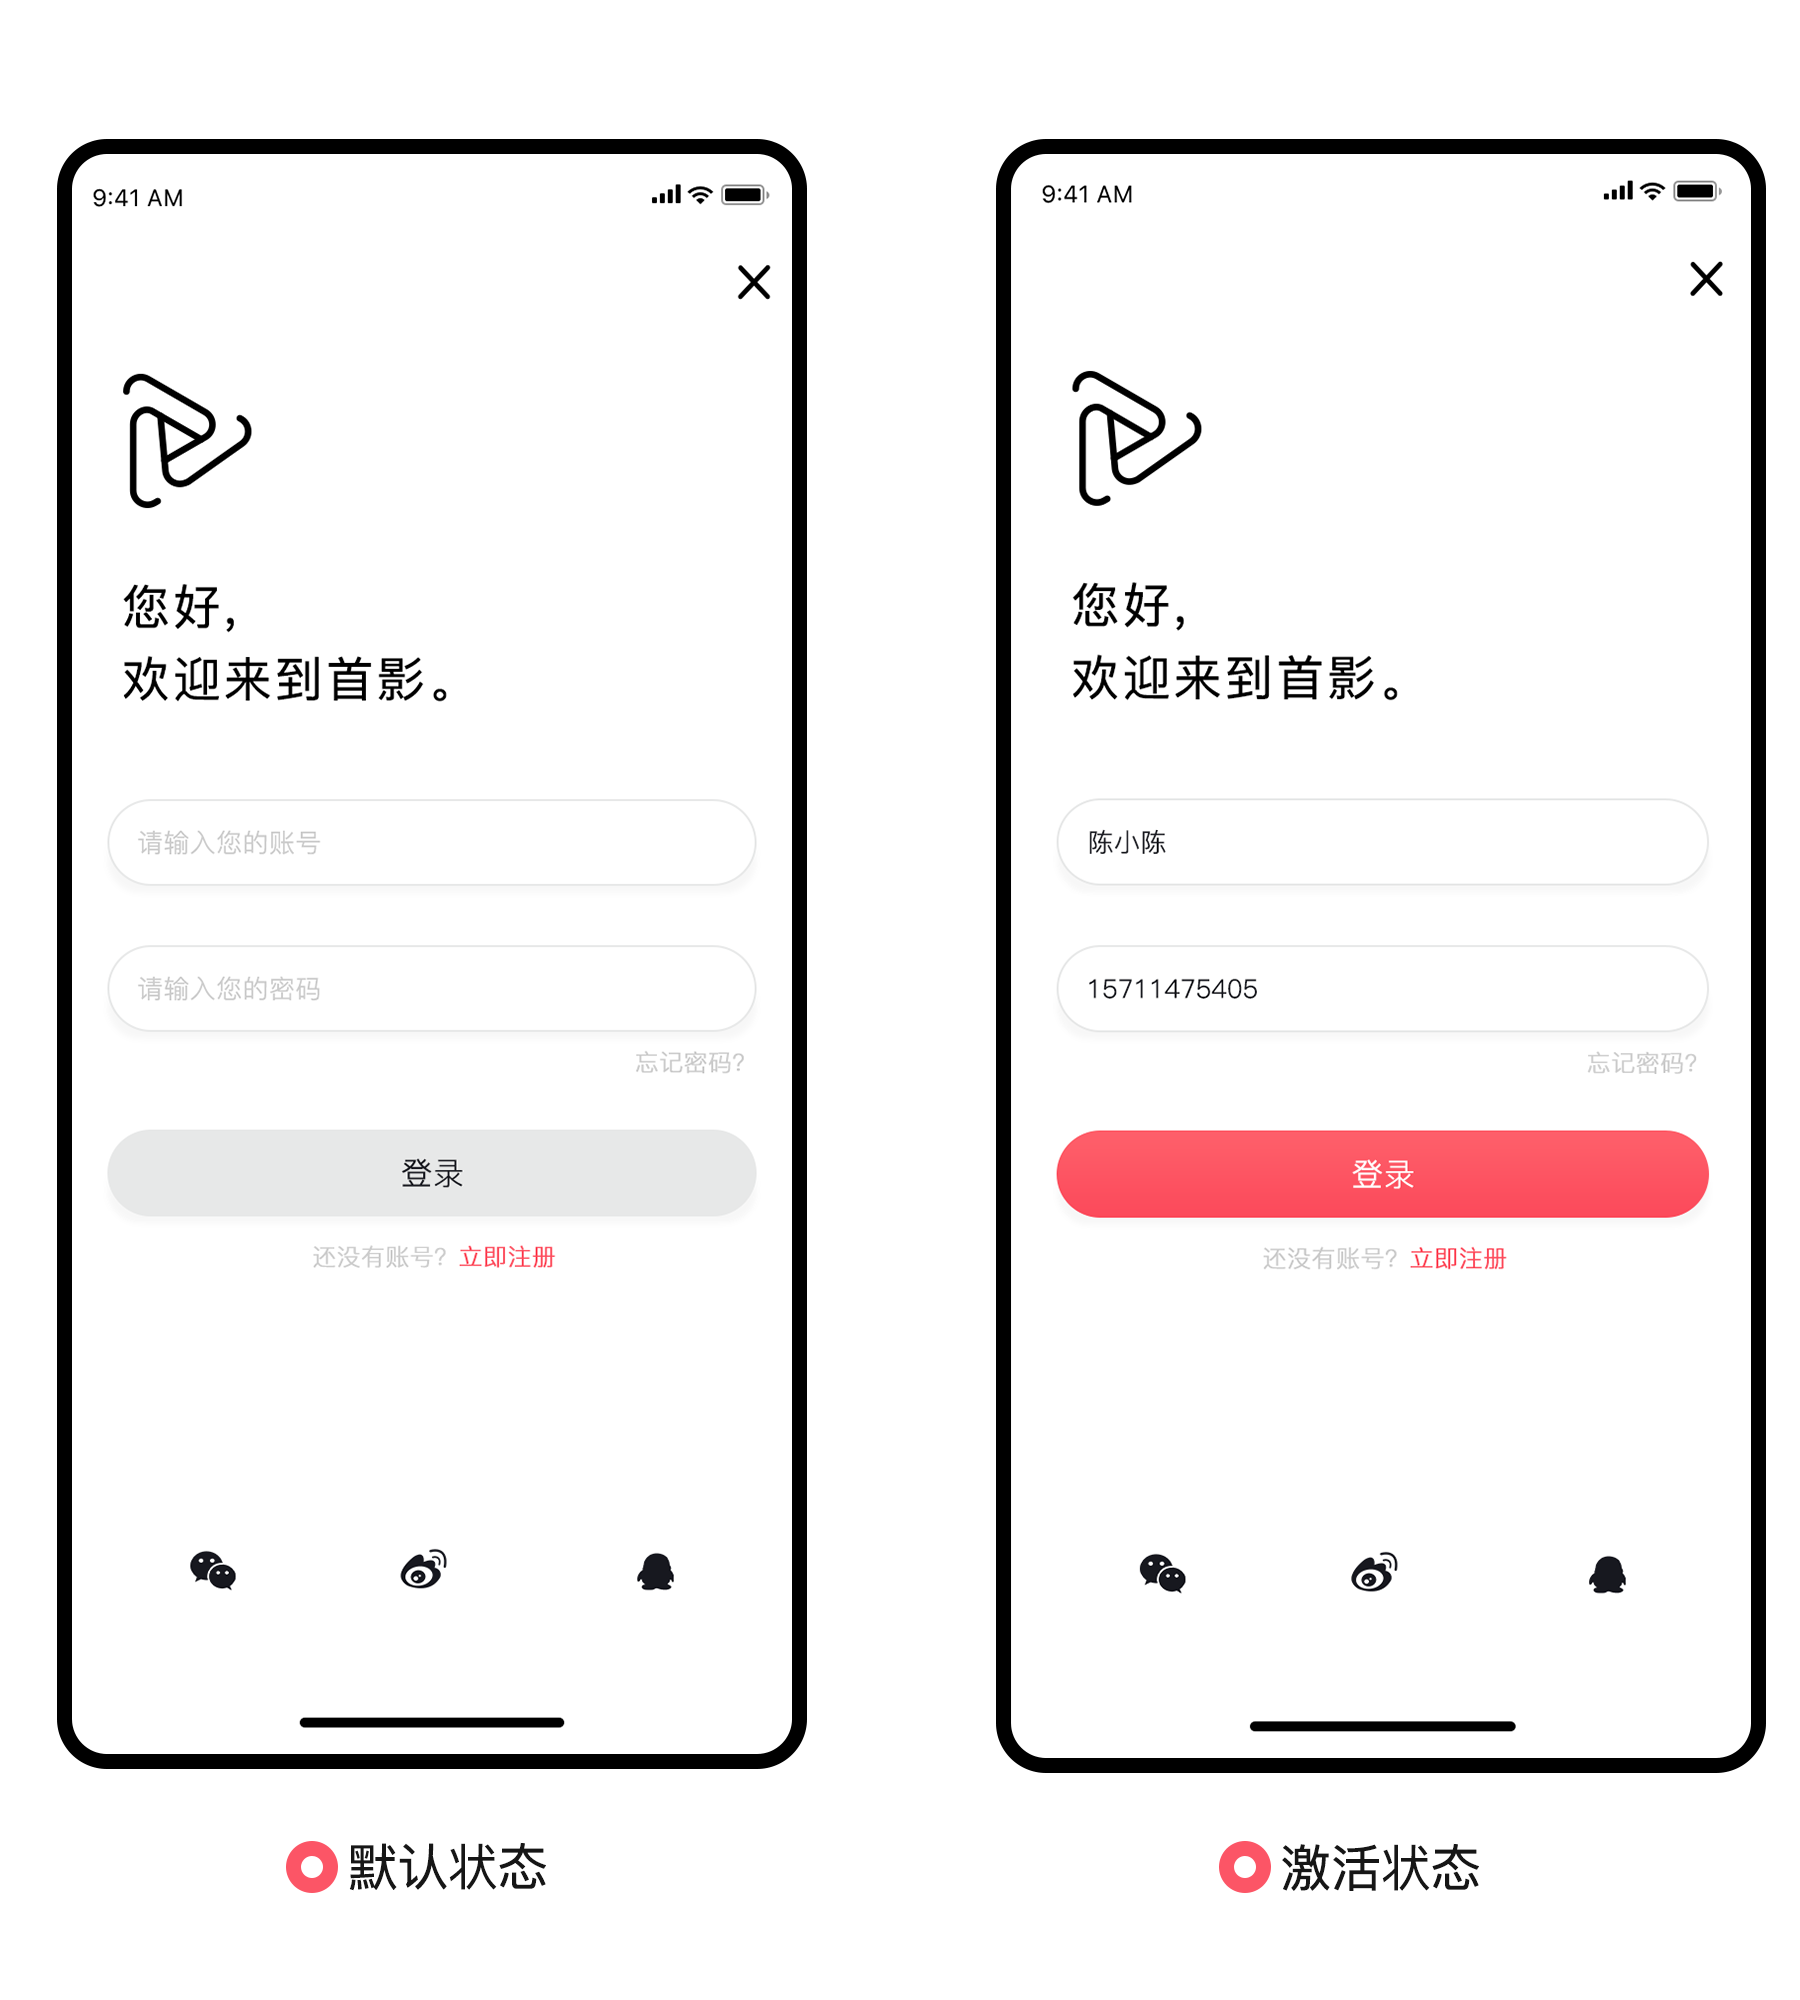 9:41 AM
您好,
欢迎来到首影。
请输入您的账号
请输入您的密码
忘记密码?
登录
还没有账号? 立即注册
默认状态
9:41 AM
您好,
欢迎来到首影。
陈小陈
15711475405
忘记密码?
登录
还没有账号? 立即注册
激活状态